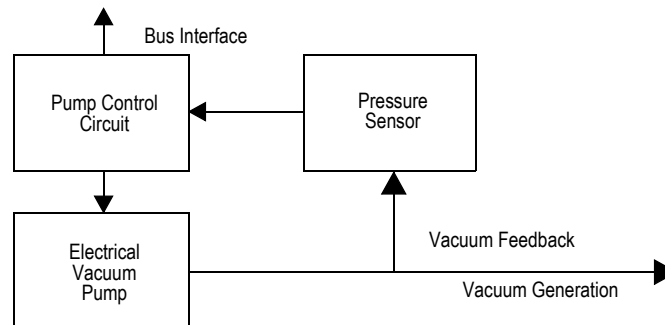 Bus Interface
Pump Control
Circuit
Pressure
Sensor
Electrical
Vacuum
Pump
Vacuum Feedback
Vacuum Generation